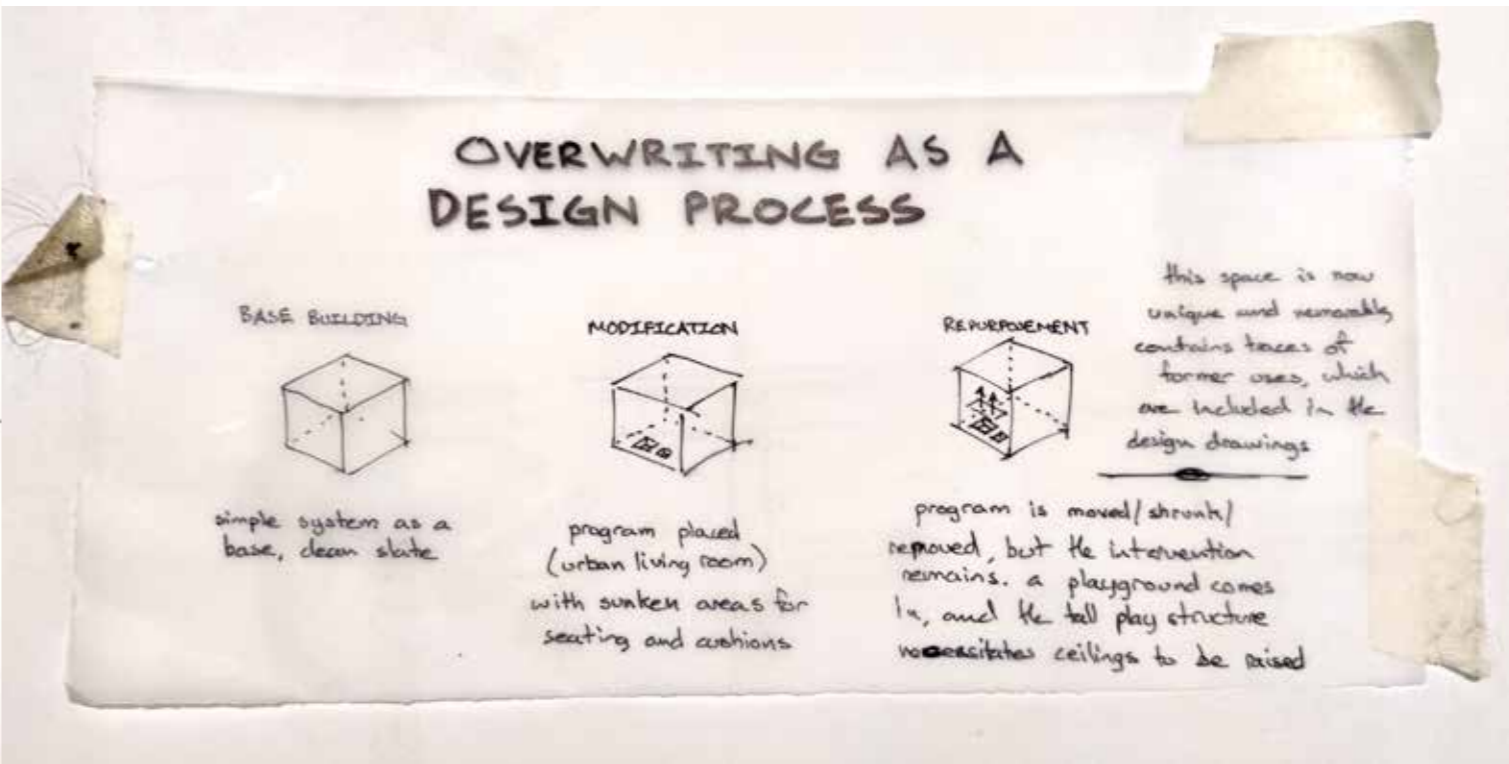 OVERWRITING AS A
DESIGN PROCESS
BASE BUILDING
simple system as a
base, clean slate
MODIFICATION
program placed
(urban living room)
with sunken areas for
seating and cushions
REPURPOSEMENT
program is moved/shrunk/
removed, but the intervention
remains. a playground comes
in, and the tall play structure
necessitates ceilings to be raised
this space is now
unique and
contains traces of
former uses, which
are included in the
design drawings